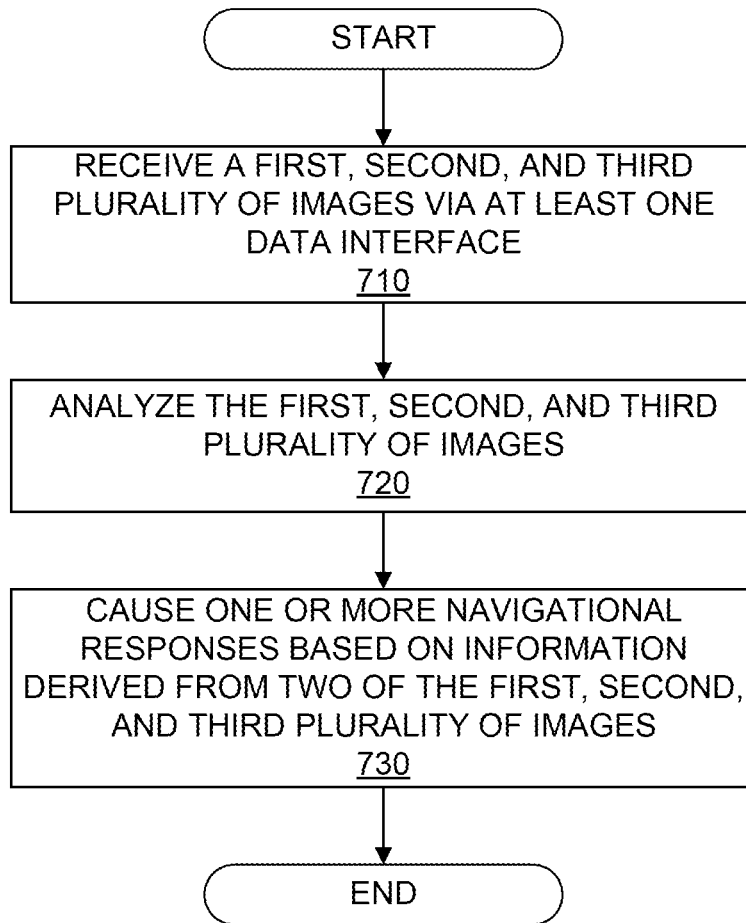 START
RECEIVE A FIRST, SECOND, AND THIRD
PLURALITY OF IMAGES VIA AT LEAST ONE
DATA INTERFACE
710
ANALYZE THE FIRST, SECOND, AND THIRD
PLURALITY OF IMAGES
720
CAUSE ONE OR MORE NAVIGATIONAL
RESPONSES BASED ON INFORMATION
DERIVED FROM TWO OF THE FIRST, SECOND,
AND THIRD PLURALITY OF IMAGES
730
END